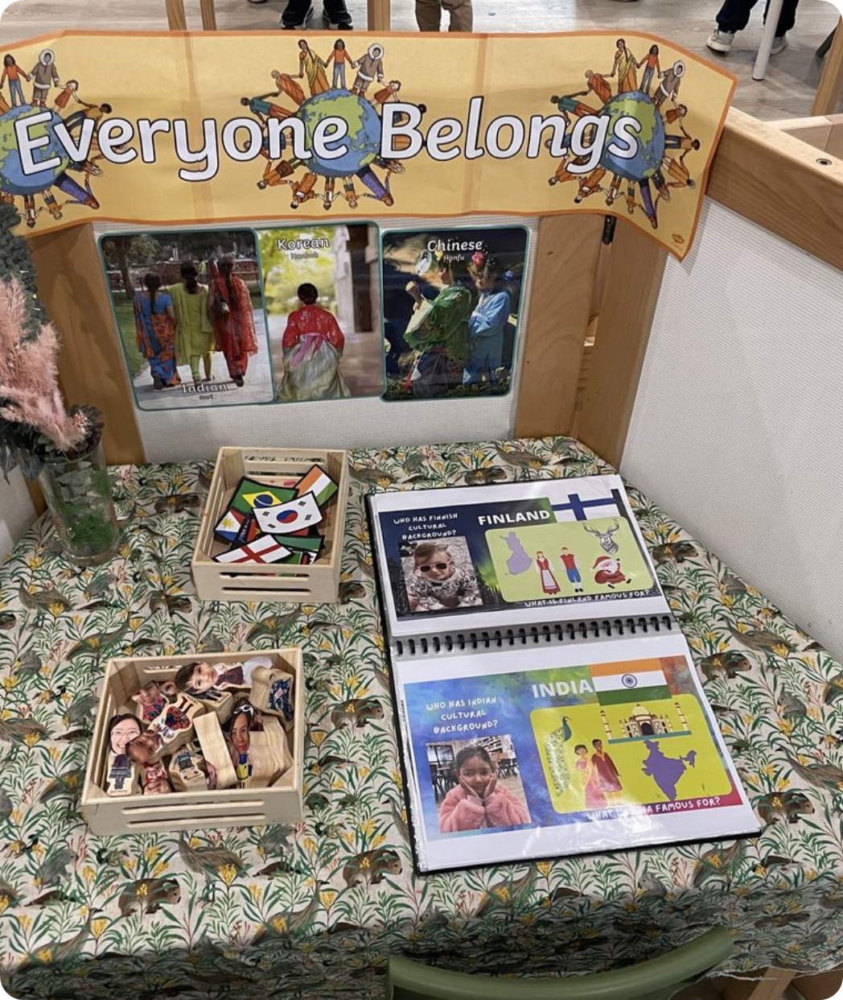 Everyone Belongs
Indian
Sari
Korean
Hanbok
Chinese
Hanfu
WHO HAS FINNISH
CULTURAL
BACKGROUND?
FINLAND
WHAT IS FINLAND FAMOUS FOR?
WHO HAS INDIAN
CULTURAL
BACKGROUND?
INDIA
WHAT FAMOUS FOR?